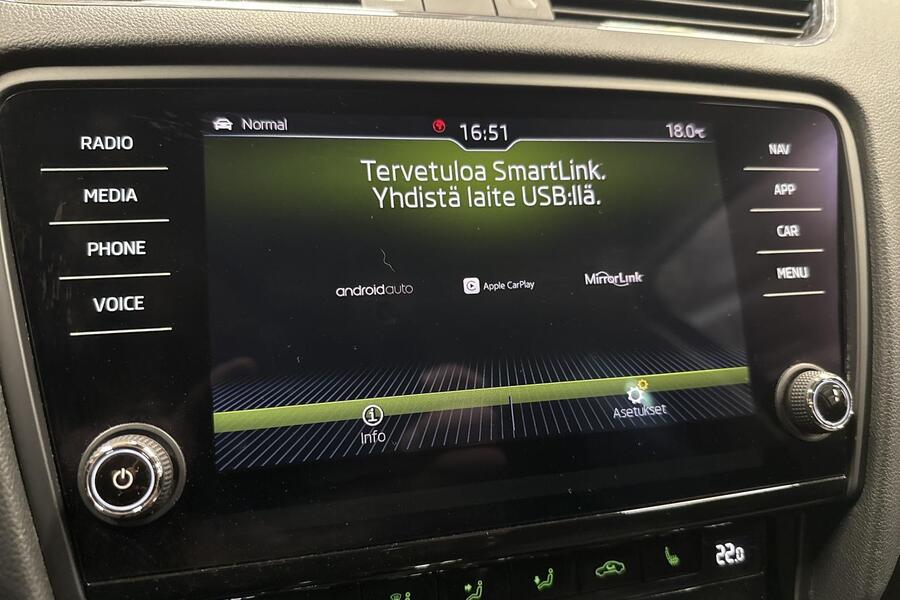 Normal
16:51
18.0°C
RADIO
MEDIA
PHONE
VOICE
NAV
APP
CAR
MENU
Tervetuloa SmartLink.
Yhdistä laite USB:llä.
androidauto
Apple CarPlay
MirrorLink
Info
Asetukset
22.0